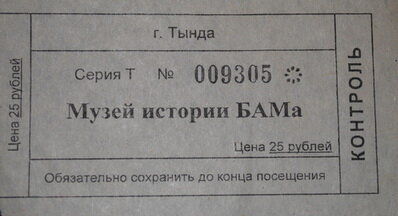 г. Тында
Серия Т № 009305
Музей истории БАМа
Цена 25 рублей
Обязательно сохранить до конца посещения
Цена 25 рублей
КОНТРОЛЬ